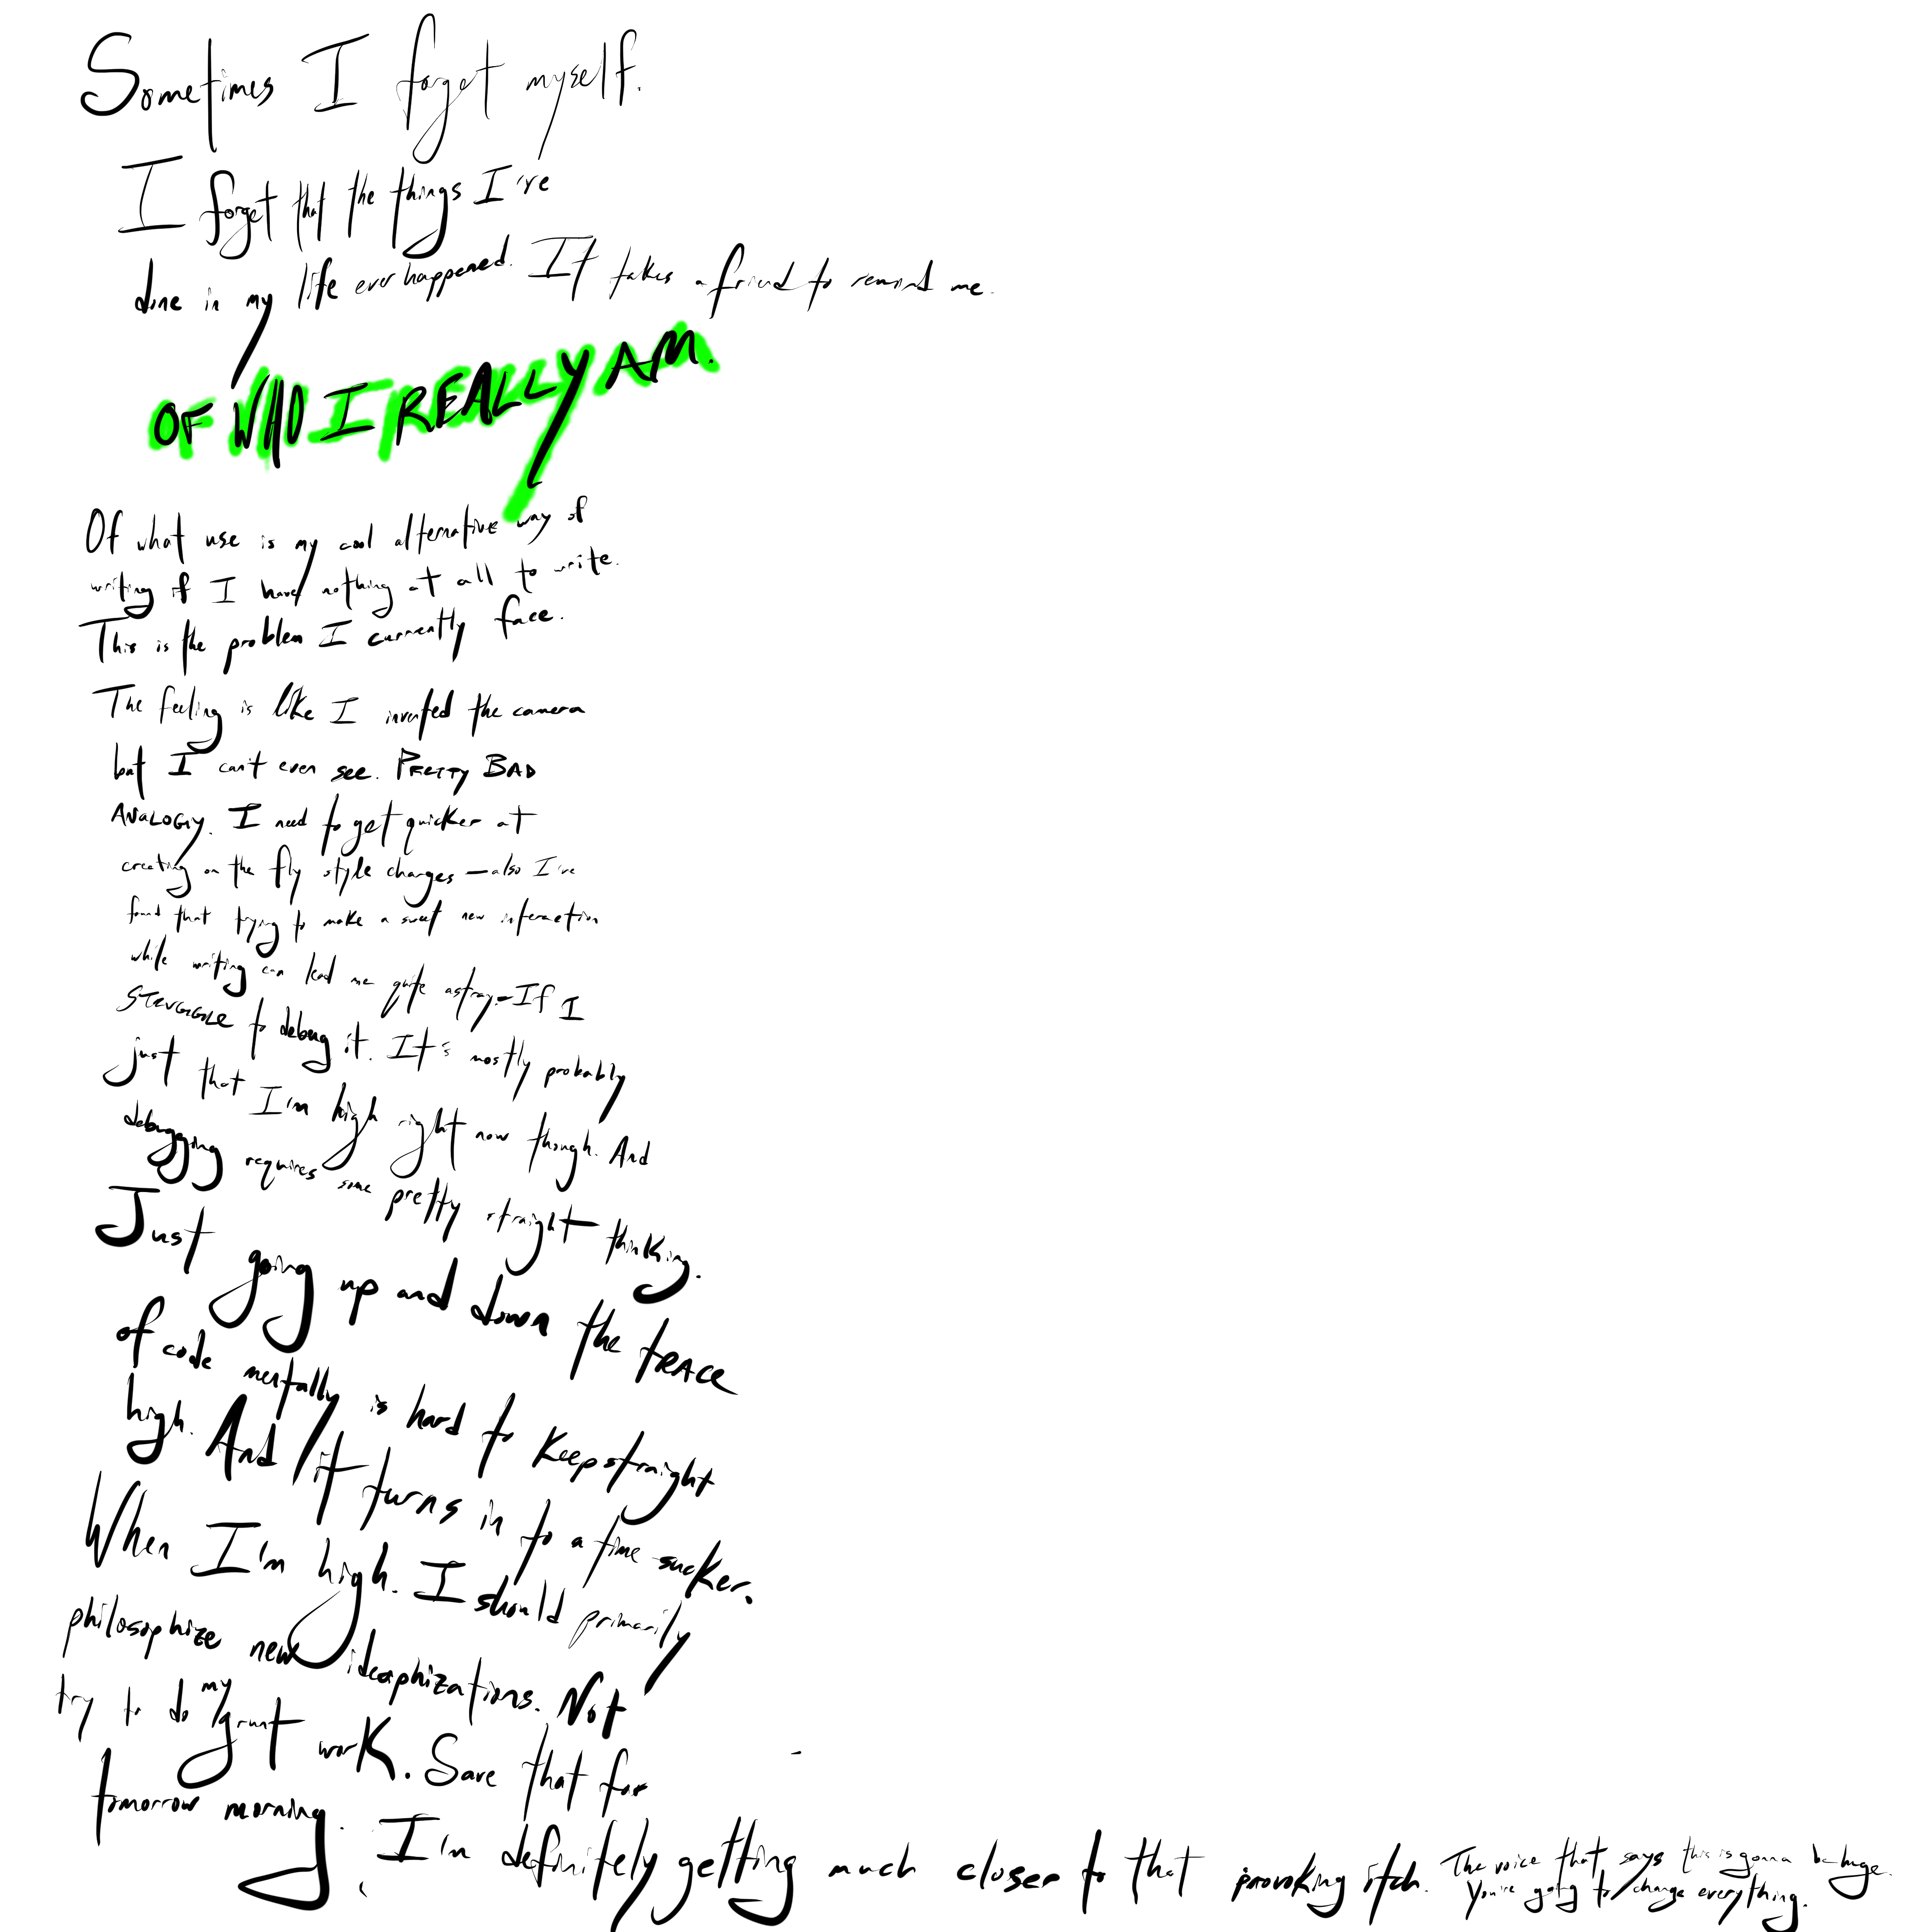 Sometimes I forget myself.
I forget that the things I've
done in my life ever happened. It takes a friend to remind me.
OF WHO I REALLY AM.
Of what use is my cool alternative way of
writing if I have nothing at all to write.
This is the problem I currently face.
The feeling is like I invented the camera
but I can't even see. PRETTY BAD
ANALOGY. I need to get quicker at
creating on the fly style changes — also I've
found that trying to make a sweet new interaction
while writing can lead me quite astray. - If I
STRUGGLE to debug it. It's mostly probably
just that I'm high right now though. And
debugging requires some pretty straight thinking.
Just going up and down the TRACE
of code mentally is hard to keep straight
high. And it turns in to a time sucker.
When I'm high. I should primarily
philosophize new ideaphizations. Not
try to do my grunt work. Save that for
tomorrow morning. I'm definitely getting much closer to that provoking itch. The voice that says this is gonna be huge.
You're going to change everything.